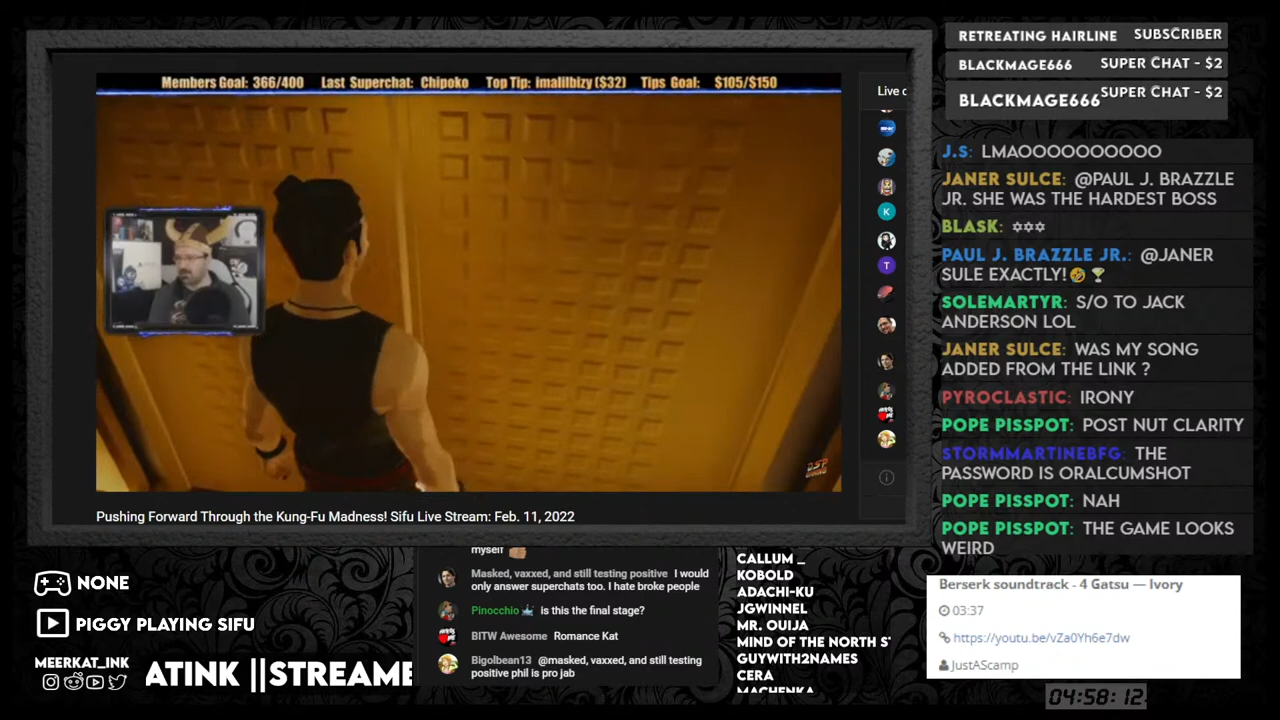 Members Goal: 366/400 Last Superchat: Chipoko Top Tip: imalilbizy ($32) Tips Goal: $105/$150
Live c
K
T
DSP
Pushing Forward Through the Kung-Fu Madness! Sifu Live Stream: Feb. 11, 2022
RETREATING HAIRLINE SUBSCRIBER
BLACKMAGE666 SUPER CHAT - $2
BLACKMAGE666 SUPER CHAT - $2
J.S: LMAOOOOOOOOOO
JANER SULCE: @PAUL J. BRAZZLE
JR. SHE WAS THE HARDEST BOSS
BLASK: ✡✡✡
PAUL J. BRAZZLE JR.: @JANER
SULE EXACTLY!🤣🏆
SOLEMARTYR: S/O TO JACK
ANDERSON LOL
JANER SULCE: WAS MY SONG
ADDED FROM THE LINK ?
PYROCLASTIC: IRONY
POPE PISSPOT: POST NUT CLARITY
STORMMARTINEBFG: THE
PASSWORD IS ORALCUMSHOT
POPE PISSPOT: NAH
POPE PISSPOT: THE GAME LOOKS
WEIRD
NONE
PIGGY PLAYING SIFU
MEERKAT_INK
ATINK ||STREAME
myself
Masked, vaxxed, and still testing positive I would
only answer superchats too. I hate broke people
Pinocchio is this the final stage?
BITW Awesome Romance Kat
Bigolbean13 @masked, vaxxed, and still testing
positive phil is pro jab
CALLUM _
KOBOLD
ADACHI-KU
JGWINNEL
MR. OUIJA
MIND OF THE NORTH ST
GUYWITH2NAMES
CERA
MACHENKA
Berserk soundtrack - 4 Gatsu — Ivory
03:37
https://youtu.be/vZa0Yh6e7dw
JustAScamp
04:58:12